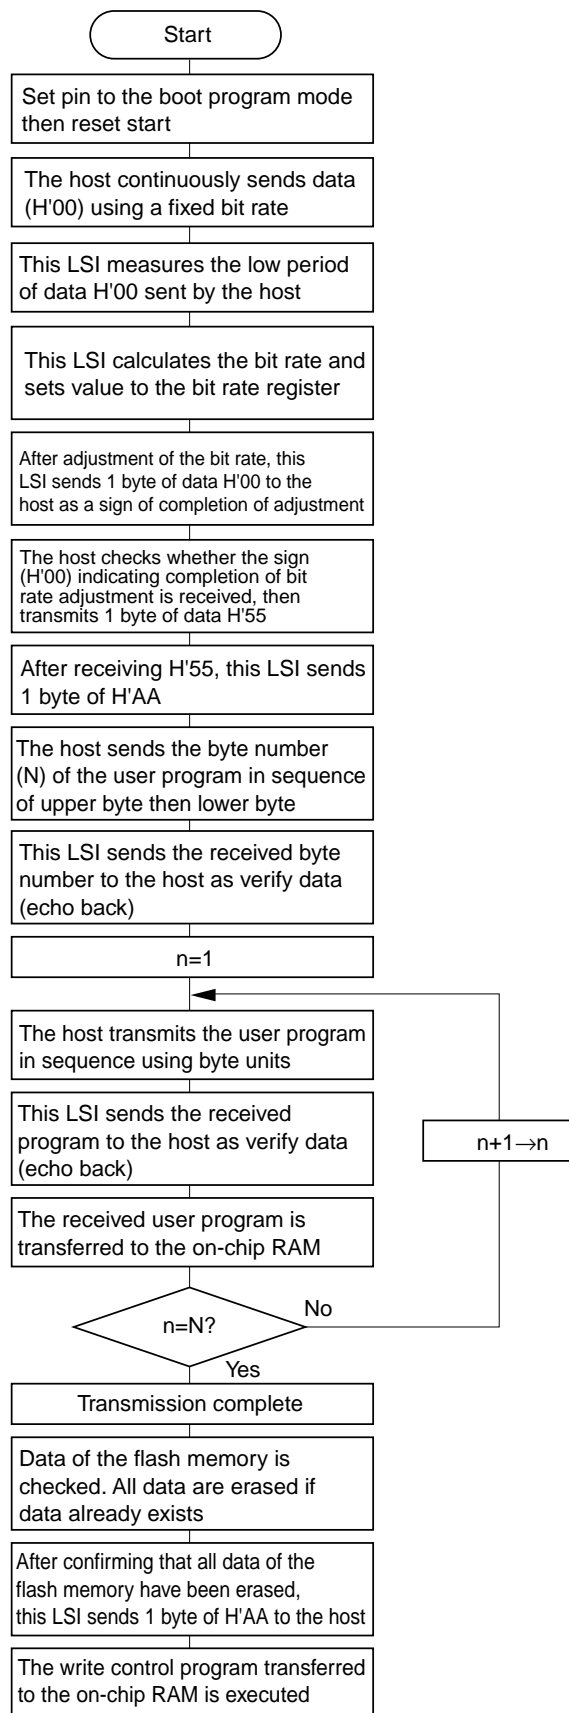 Start
Set pin to the boot program mode
then reset start
The host continuously sends data
(H'00) using a fixed bit rate
This LSI measures the low period
of data H'00 sent by the host
This LSI calculates the bit rate and
sets value to the bit rate register
After adjustment of the bit rate, this
LSI sends 1 byte of data H'00 to the
host as a sign of completion of adjustment
The host checks whether the sign
(H'00) indicating completion of bit
rate adjustment is received, then
transmits 1 byte of data H'55
After receiving H'55, this LSI sends
1 byte of H'AA
The host sends the byte number
(N) of the user program in sequence
of upper byte then lower byte
This LSI sends the received byte
number to the host as verify data
(echo back)
n=1
The host transmits the user program
in sequence using byte units
This LSI sends the received
program to the host as verify data
(echo back)
n+1→n
The received user program is
transferred to the on-chip RAM
No
n=N?
Yes
Transmission complete
Data of the flash memory is
checked. All data are erased if
data already exists
After confirming that all data of the
flash memory have been erased,
this LSI sends 1 byte of H'AA to the host
The write control program transferred
to the on-chip RAM is executed